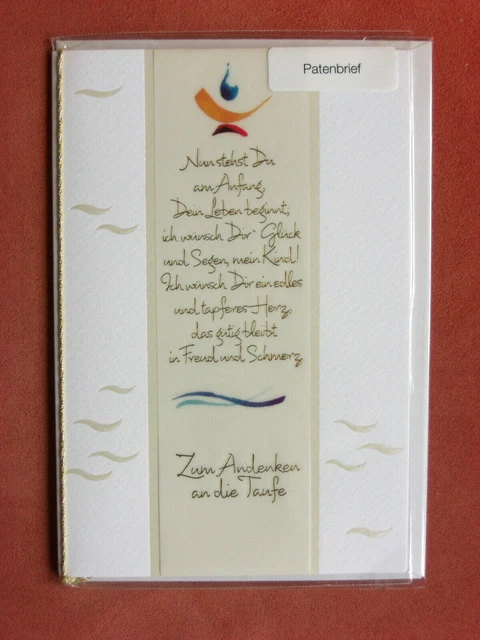 Patenbrief
Nun stehst Du
am Anfang,
Dein Leben beginnt,
ich wünsch Dir Glück
und Segen, mein Kind!
Ich wünsch Dir ein edles
und tapferes Herz,
das gütig bleibt
in Freud und Schmerz
Zum Andenken
an die Taufe